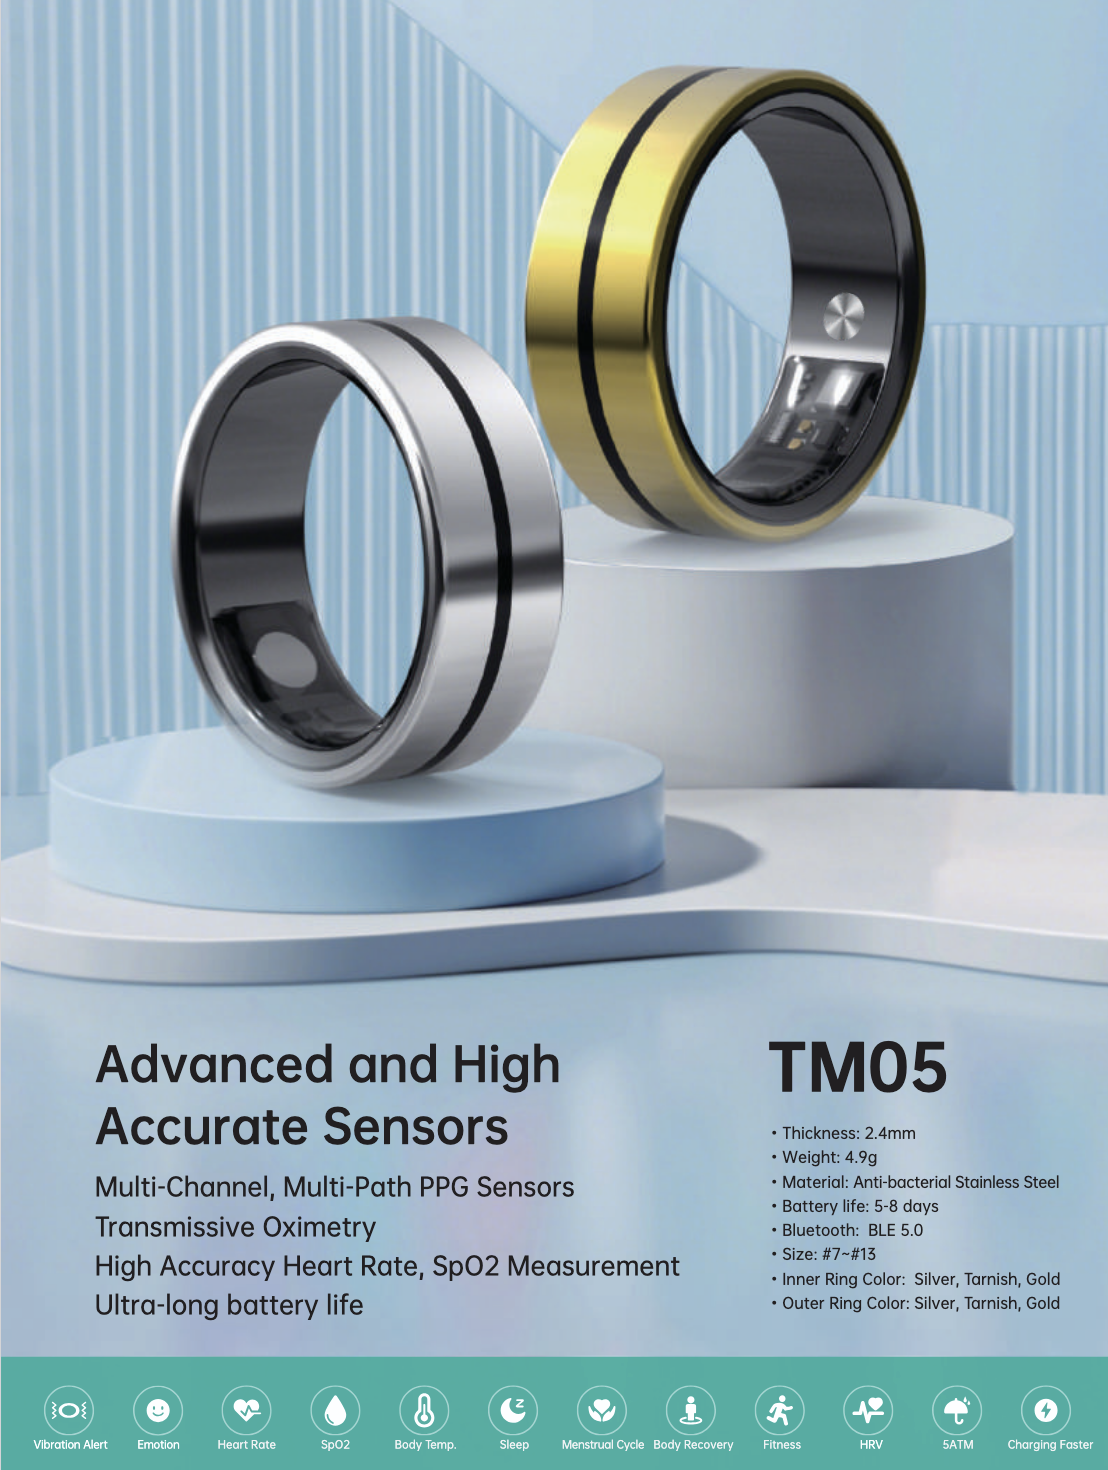 Advanced and High
Accurate Sensors
Multi-Channel, Multi-Path PPG Sensors
Transmissive Oximetry
High Accuracy Heart Rate, SpO2 Measurement
Ultra-long battery life
TM05
• Thickness: 2.4mm
• Weight: 4.9g
• Material: Anti-bacterial Stainless Steel
• Battery life: 5-8 days
• Bluetooth: BLE 5.0
• Size: #7~#13
• Inner Ring Color: Silver, Tarnish, Gold
• Outer Ring Color: Silver, Tarnish, Gold
Vibration Alert
Emotion
Heart Rate
SpO2
Body Temp.
Sleep
Menstrual Cycle
Body Recovery
Fitness
HRV
5ATM
Charging Faster